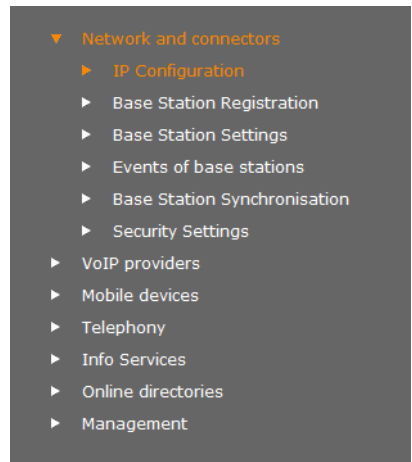 Network and connectors
IP Configuration
Base Station Registration
Base Station Settings
Events of base stations
Base Station Synchronisation
Security Settings
VoIP providers
Mobile devices
Telephony
Info Services
Online directories
Management